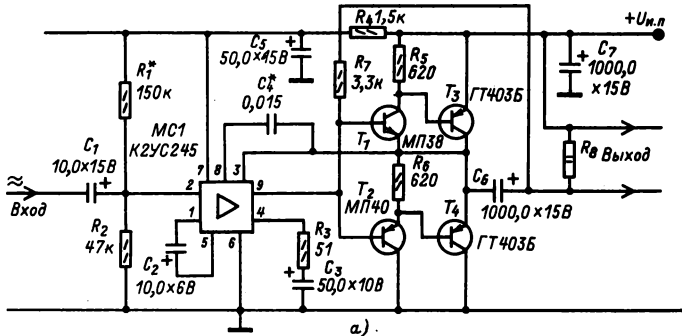 R₄ 1,5к
+Uи.п
C₅
50,0×15В
R₁*
150к
R₇
3,3к
R₅
620
T₃
ГТ403Б
C₇
1000,0
×15В
C₄*
0,015
МС1
К2УС245
C₁
10,0×15В
7
8
3
T₁
МП38
R₆
620
C₆
R₈ Выход
≈
Вход
2
9
1
4
5
6
T₂
МП40
1000,0×15В
T₄
ГТ403Б
R₂
47к
C₂
10,0×6В
R₃
51
C₃
50,0×10В
а)